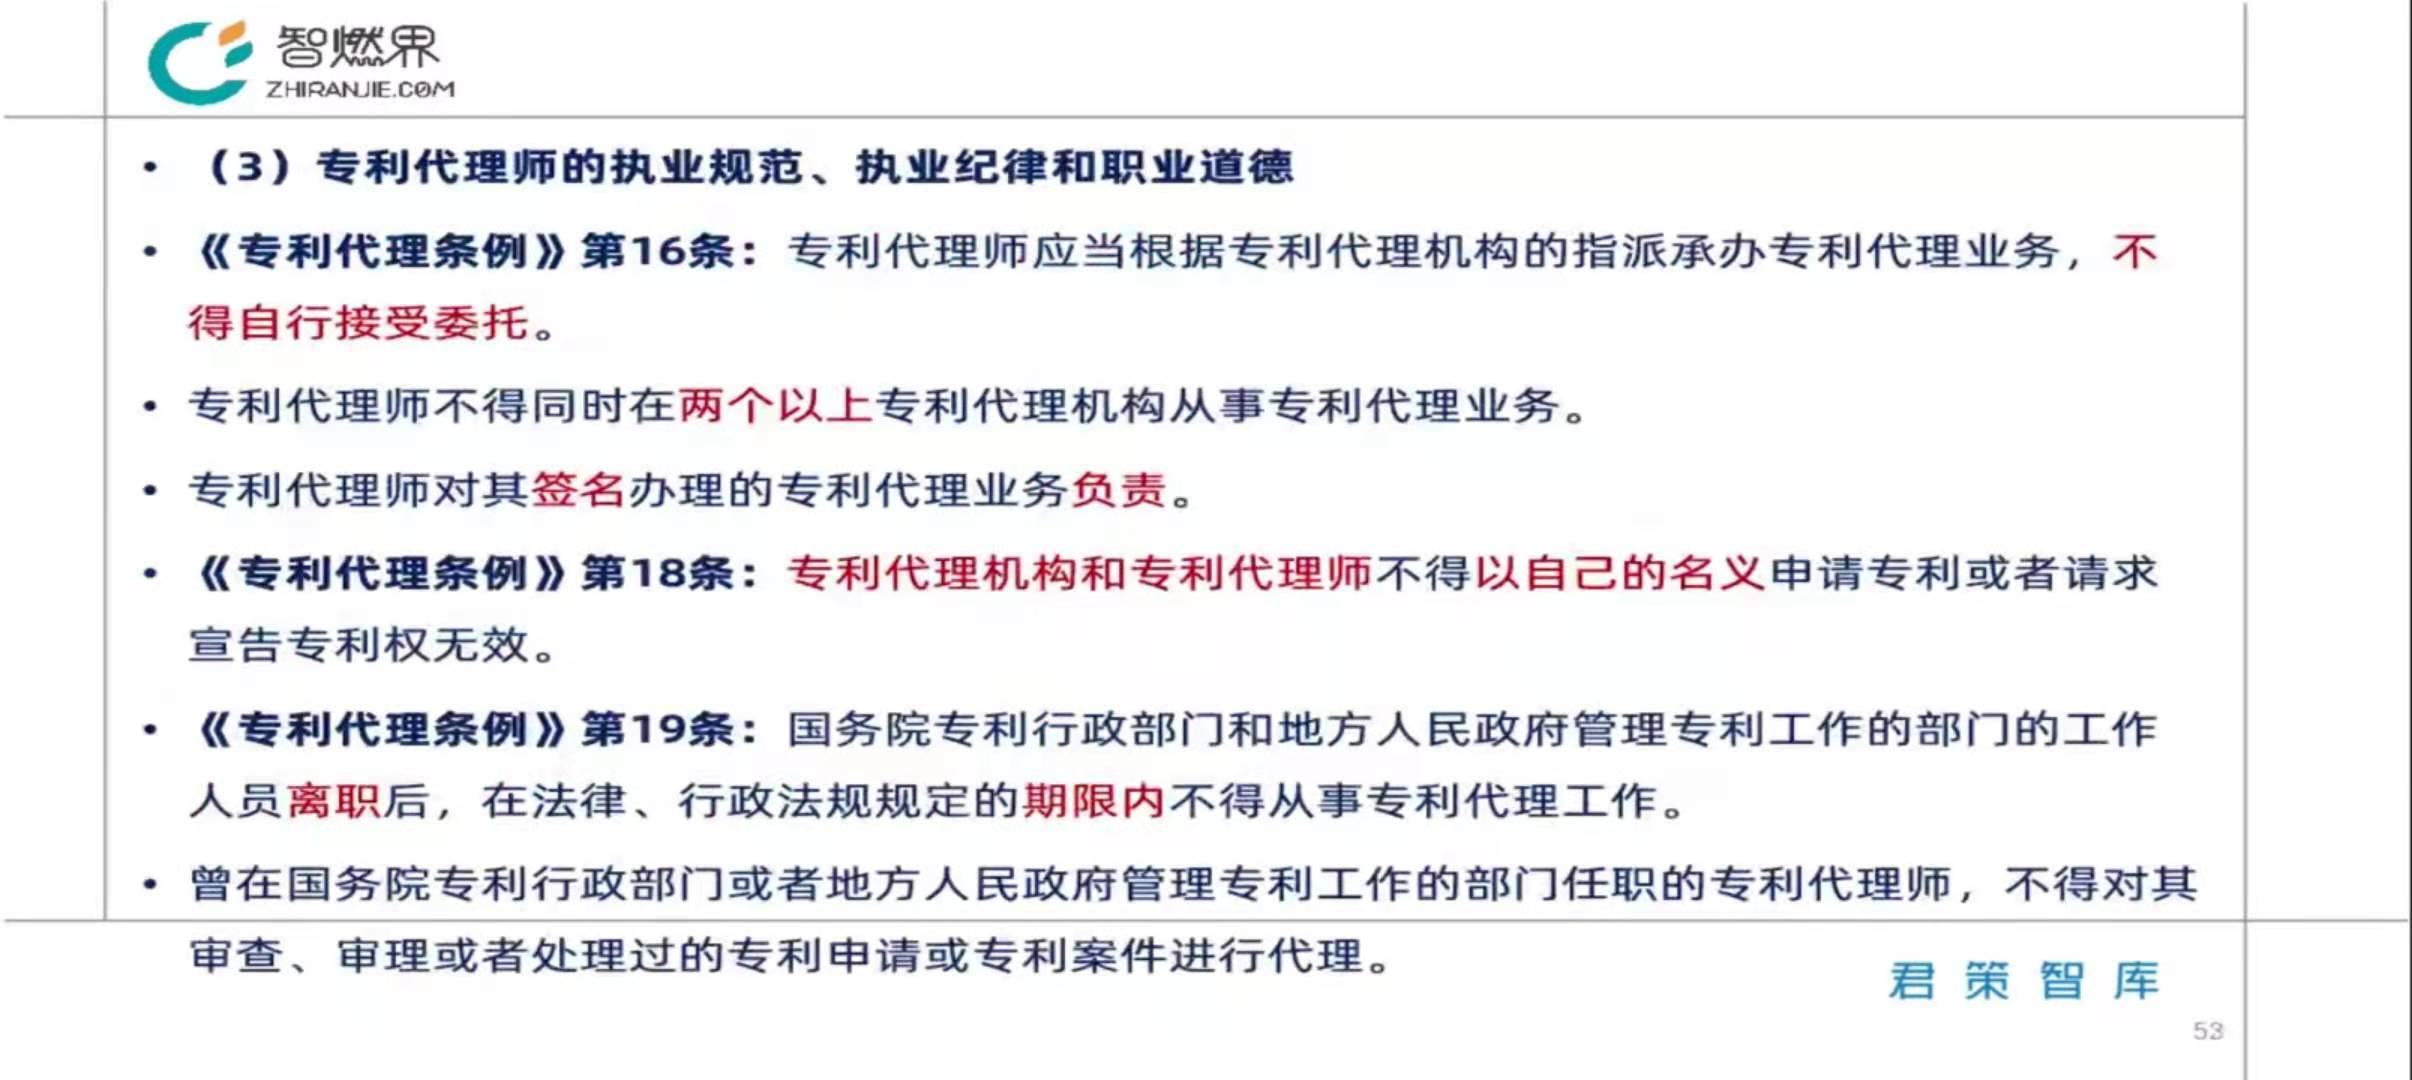 智燃界
ZHIRANJIE.COM
• （3）专利代理师的执业规范、执业纪律和职业道德
• 《专利代理条例》第16条：专利代理师应当根据专利代理机构的指派承办专利代理业务，不
得自行接受委托。
• 专利代理师不得同时在两个以上专利代理机构从事专利代理业务。
• 专利代理师对其签名办理的专利代理业务负责。
• 《专利代理条例》第18条：专利代理机构和专利代理师不得以自己的名义申请专利或者请求
宣告专利权无效。
• 《专利代理条例》第19条：国务院专利行政部门和地方人民政府管理专利工作的部门的工作
人员离职后，在法律、行政法规规定的期限内不得从事专利代理工作。
• 曾在国务院专利行政部门或者地方人民政府管理专利工作的部门任职的专利代理师，不得对其
审查、审理或者处理过的专利申请或专利案件进行代理。
君策智库
53